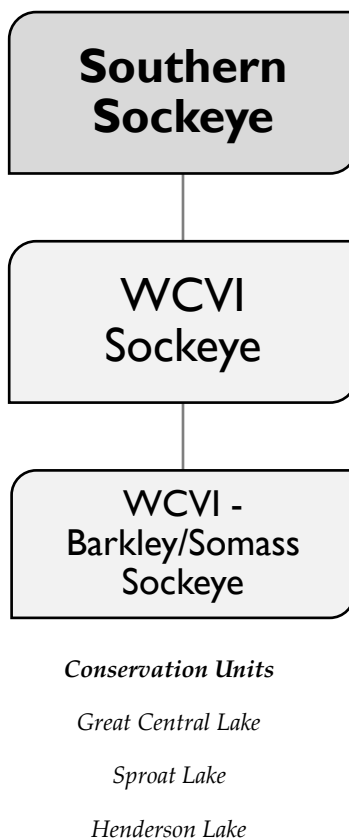 Southern
Sockeye
WCVI
Sockeye
WCVI -
Barkley/Somass
Sockeye
Conservation Units
Great Central Lake
Sproat Lake
Henderson Lake